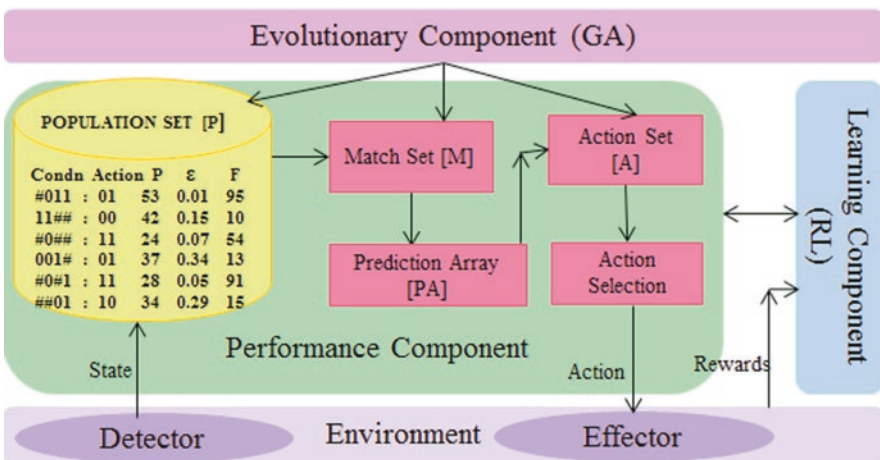 Evolutionary Component (GA)
POPULATION SET [P]
Condn Action P ε F
#011 : 01 53 0.01 95
11## : 00 42 0.15 10
#0## : 11 24 0.07 54
001# : 01 37 0.34 13
#0#1 : 11 28 0.05 91
##01 : 10 34 0.29 15
Match Set [M]
Prediction Array
[PA]
Action Set
[A]
Action
Selection
Learning Component
(RL)
Performance Component
State
Action
Rewards
Detector
Environment
Effector